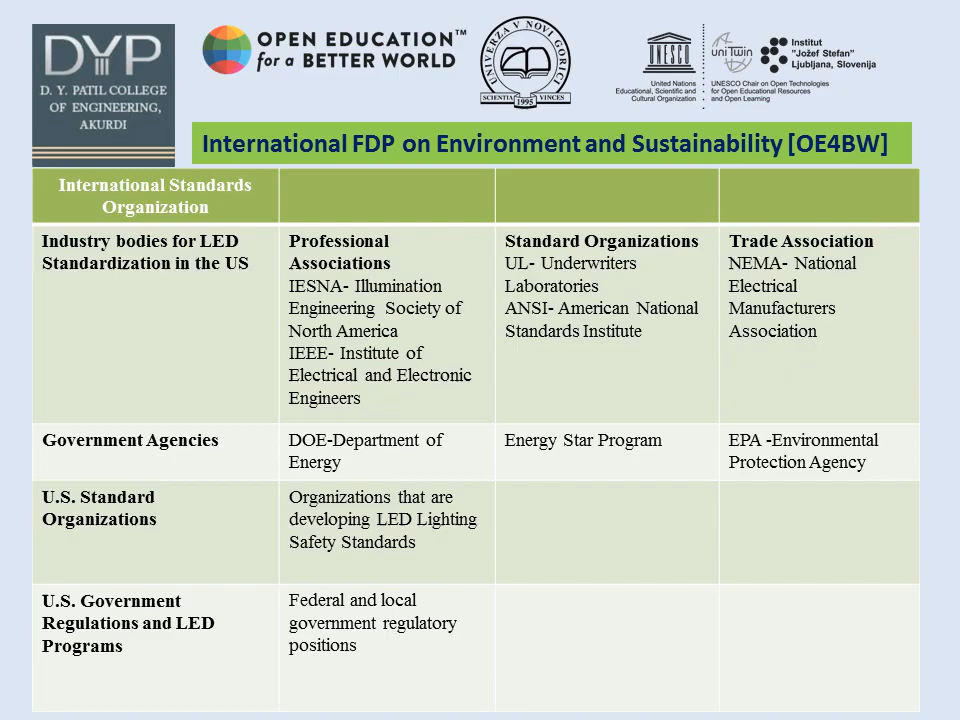 DYP
D. Y. PATIL COLLEGE
OF ENGINEERING,
AKURDI
OPEN EDUCATION™
for a BETTER WORLD
UNIVERZA V NOVI GORICI
SCIENTIA VINCES
1995
UNESCO
United Nations
Educational, Scientific and
Cultural Organization
uniTwin
Institut
"Jožef Stefan"
Ljubljana, Slovenija
UNESCO Chair on Open Technologies
for Open Educational Resources
and Open Learning
International FDP on Environment and Sustainability [OE4BW]
International Standards
Organization
Industry bodies for LED
Standardization in the US
Professional
Associations
IESNA- Illumination
Engineering Society of
North America
IEEE- Institute of
Electrical and Electronic
Engineers
Standard Organizations
UL- Underwriters
Laboratories
ANSI- American National
Standards Institute
Trade Association
NEMA- National
Electrical
Manufacturers
Association
Government Agencies
DOE-Department of
Energy
Energy Star Program
EPA -Environmental
Protection Agency
U.S. Standard
Organizations
Organizations that are
developing LED Lighting
Safety Standards
U.S. Government
Regulations and LED
Programs
Federal and local
government regulatory
positions